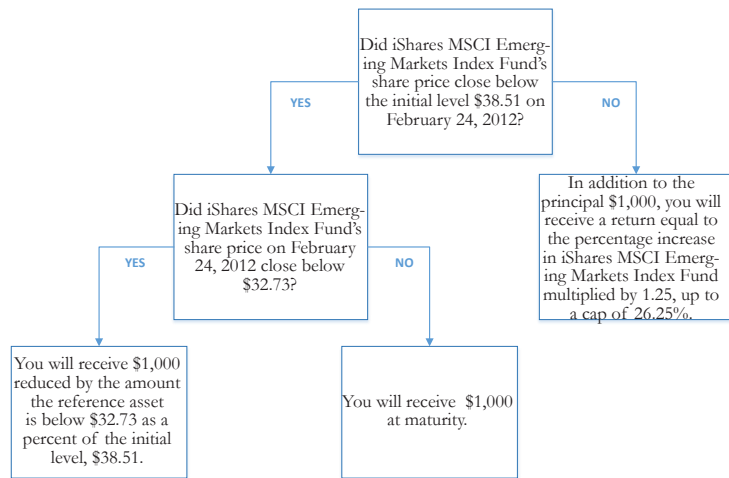 Did iShares MSCI Emerg-
ing Markets Index Fund's
share price close below
the initial level $38.51 on
February 24, 2012?
YES
NO
Did iShares MSCI Emerg-
ing Markets Index Fund's
share price on February
24, 2012 close below
$32.73?
In addition to the
principal $1,000, you will
receive a return equal to
the percentage increase
in iShares MSCI Emerg-
ing Markets Index Fund
multiplied by 1.25, up to
a cap of 26.25%.
YES
NO
You will receive $1,000
reduced by the amount
the reference asset
is below $32.73 as a
percent of the initial
level, $38.51.
You will receive $1,000
at maturity.